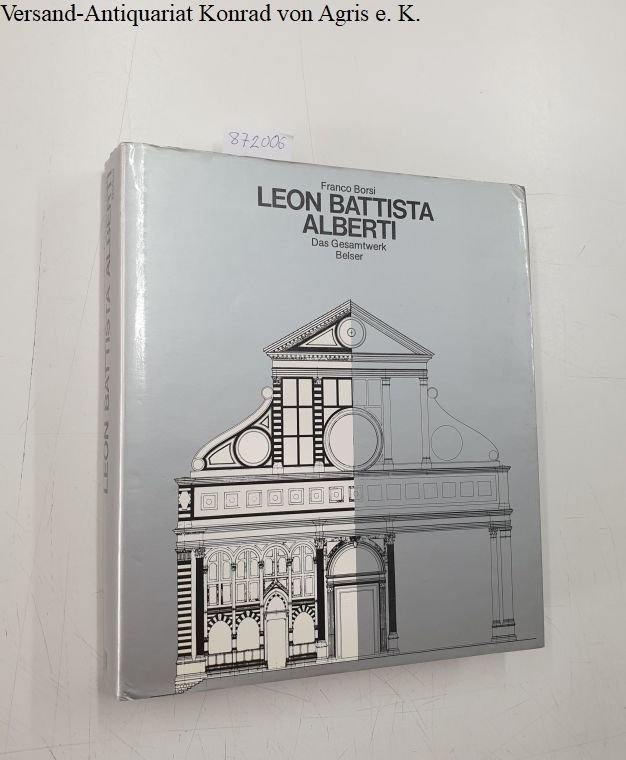 Versand-Antiquariat Konrad von Agris e. K.
872006
Franco Borsi
LEON BATTISTA
ALBERTI
Das Gesamtwerk
Belser
LEON BATTISTA ALBERTI